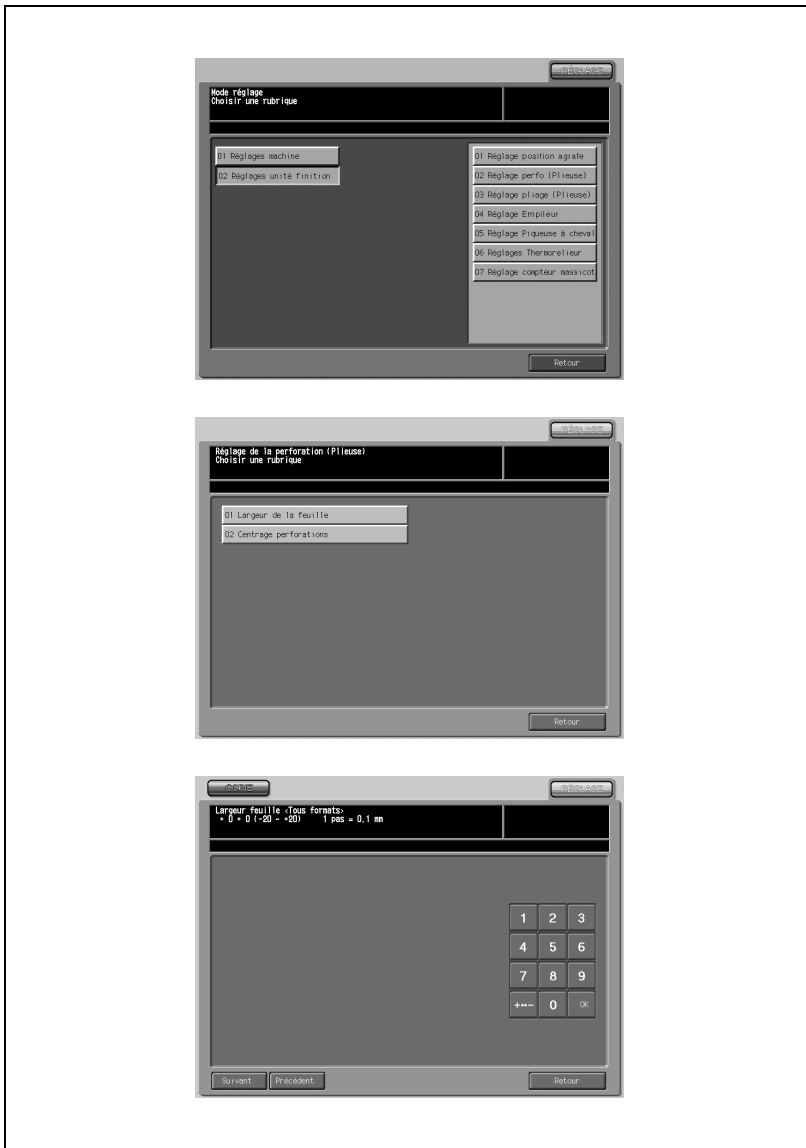 RÉGLAGE
Mode réglage
Choisir une rubrique
01 Réglages machine
02 Réglages unité finition
01 Réglage position agrafe
02 Réglage perfo (Plieuse)
03 Réglage pliage (Plieuse)
04 Réglage Empileur
05 Réglage Piqueuse à cheval
06 Réglages Thermorelieur
07 Réglage compteur massicot
Retour
RÉGLAGE
Réglage de la perforation (Plieuse)
Choisir une rubrique
01 Largeur de la feuille
02 Centrage perforations
Retour
COPIE
RÉGLAGE
Largeur feuille <Tous formats>
+ 0 + 0 (-20 - +20) 1 pas = 0,1 mm
1 2 3
4 5 6
7 8 9
+↔- 0 OK
Suivant Précédent Retour